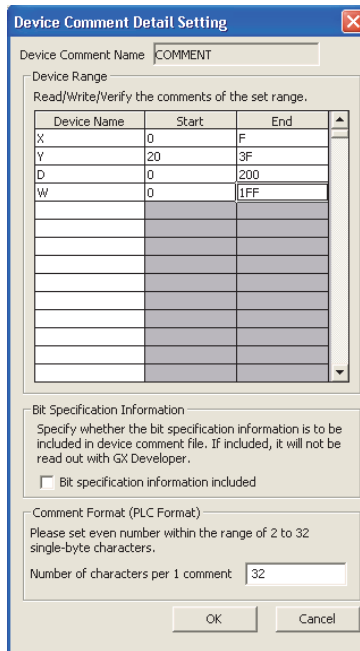 Device Comment Detail Setting
Device Comment Name COMMENT
Device Range
Read/Write/Verify the comments of the set range.
Device Name Start End
X 0 F
Y 20 3F
D 0 200
W 0 1FF
Bit Specification Information
Specify whether the bit specification information is to be
included in device comment file. If included, it will not be
read out with GX Developer.
Bit specification information included
Comment Format (PLC Format)
Please set even number within the range of 2 to 32
single-byte characters.
Number of characters per 1 comment 32
OK Cancel